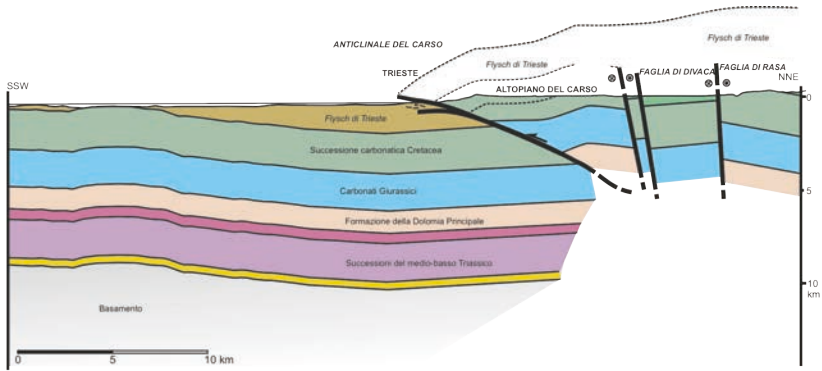 ANTICLINALE DEL CARSO
Flysch di Trieste
TRIESTE
Flysch di Trieste
FAGLIA DI DIVACA
FAGLIA DI RASA
SSW
NNE
ALTOPIANO DEL CARSO
0
Flysch di Trieste
Successione carbonatica Cretacea
Carbonati Giurassici
5
Formazione della Dolomia Principale
Successioni del medio-basso Triassico
10
km
Basamento
0 5 10 km